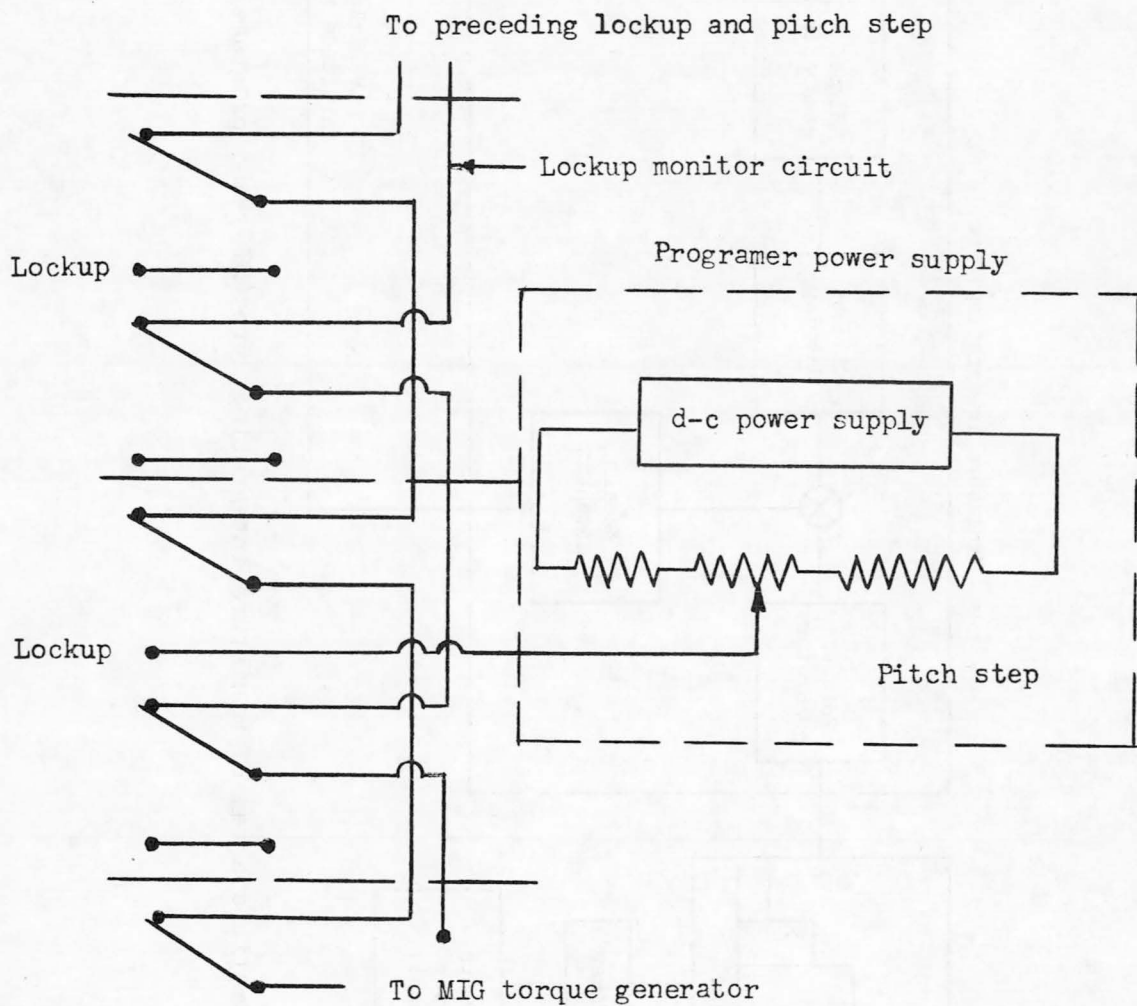 To preceding lockup and pitch step
Lockup monitor circuit
Programer power supply
Lockup
d-c power supply
Lockup
Pitch step
To MIG torque generator